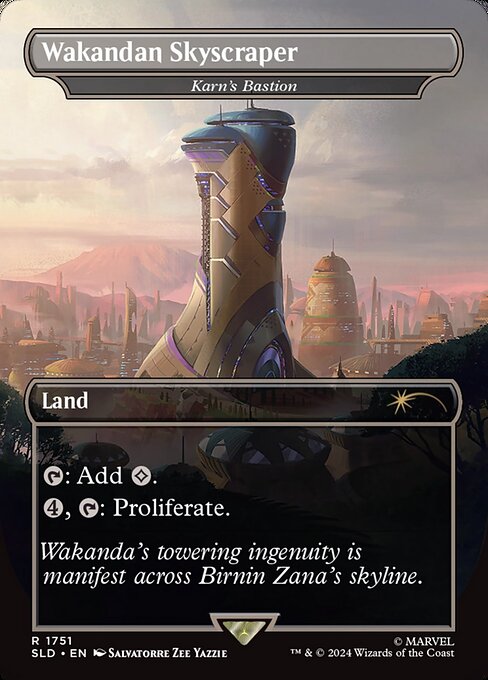 Wakandan Skyscraper
Karn's Bastion
Land
: Add .
4, : Proliferate.
Wakanda's towering ingenuity is
manifest across Birnin Zana's skyline.
R 1751
SLD • EN Salvatorre Zee Yazzie
© MARVEL
™ & © 2024 Wizards of the Coast